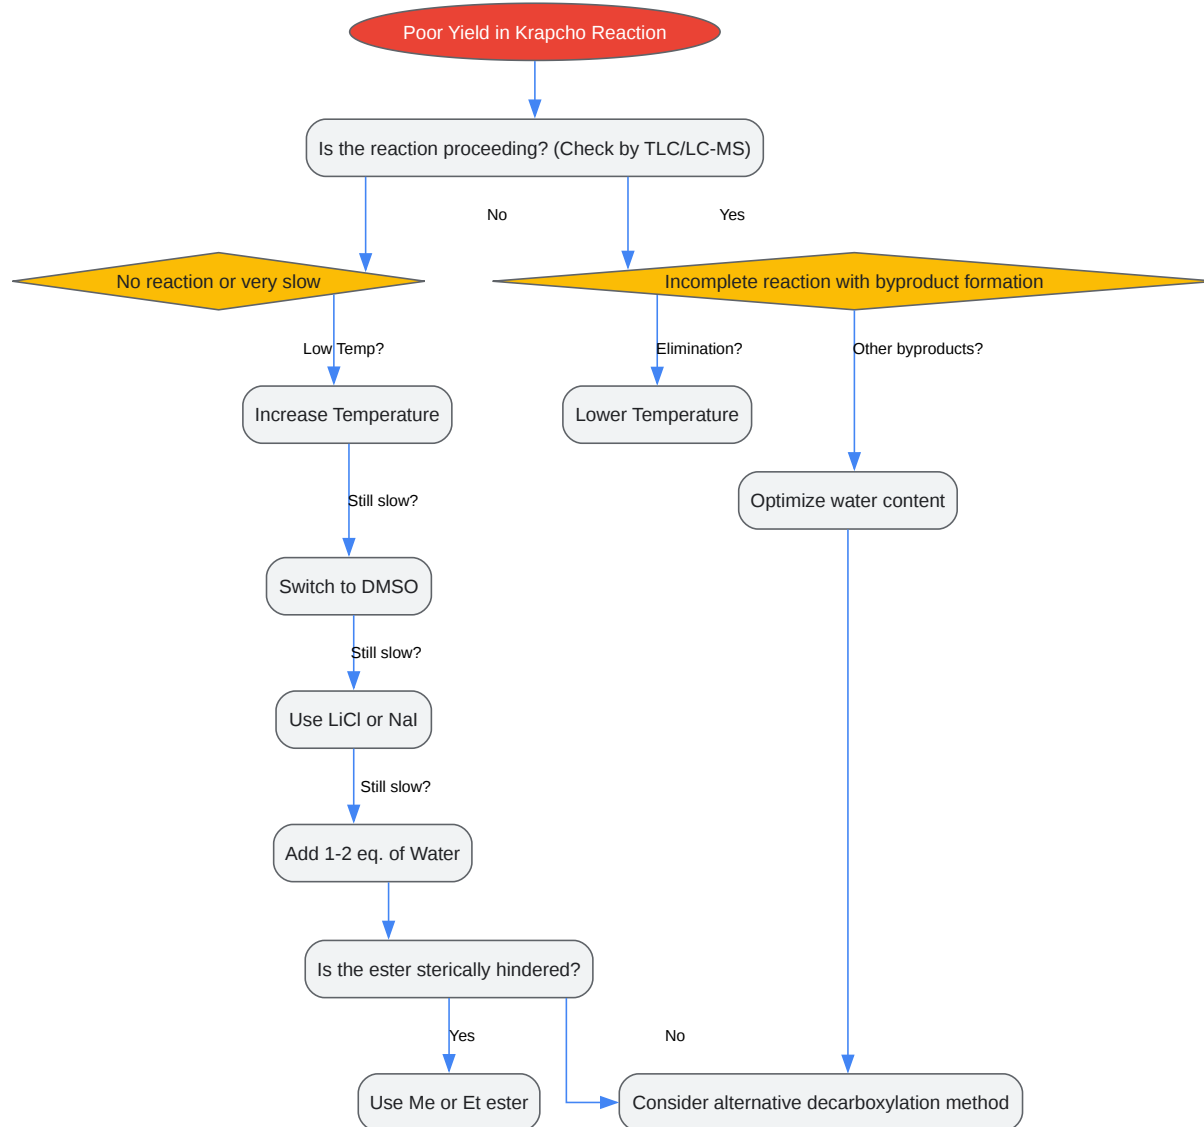 Poor Yield in Krapcho Reaction
Is the reaction proceeding? (Check by TLC/LC-MS)
No
Yes
No reaction or very slow
Incomplete reaction with byproduct formation
Low Temp?
Elimination?
Other byproducts?
Increase Temperature
Lower Temperature
Still slow?
Optimize water content
Switch to DMSO
Still slow?
Use LiCl or NaI
Still slow?
Add 1-2 eq. of Water
Is the ester sterically hindered?
Yes
No
Use Me or Et ester
Consider alternative decarboxylation method